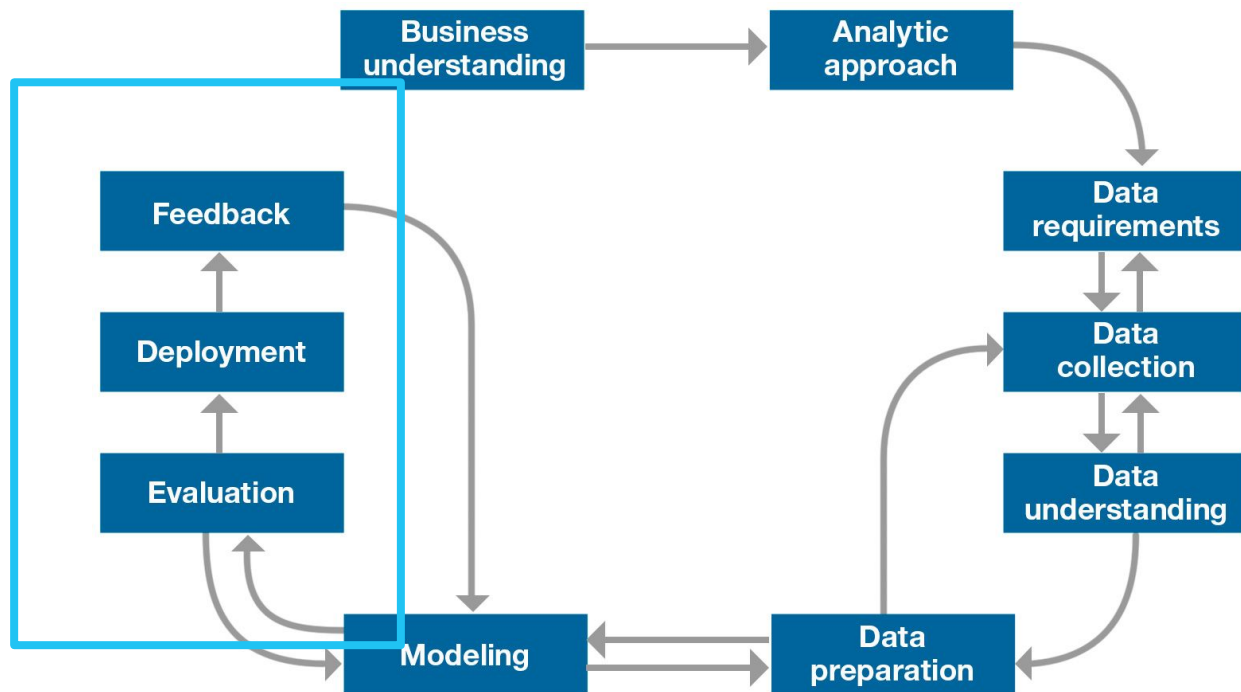 Business
understanding
Analytic
approach
Feedback
Data
requirements
Deployment
Data
collection
Evaluation
Data
understanding
Modeling
Data
preparation